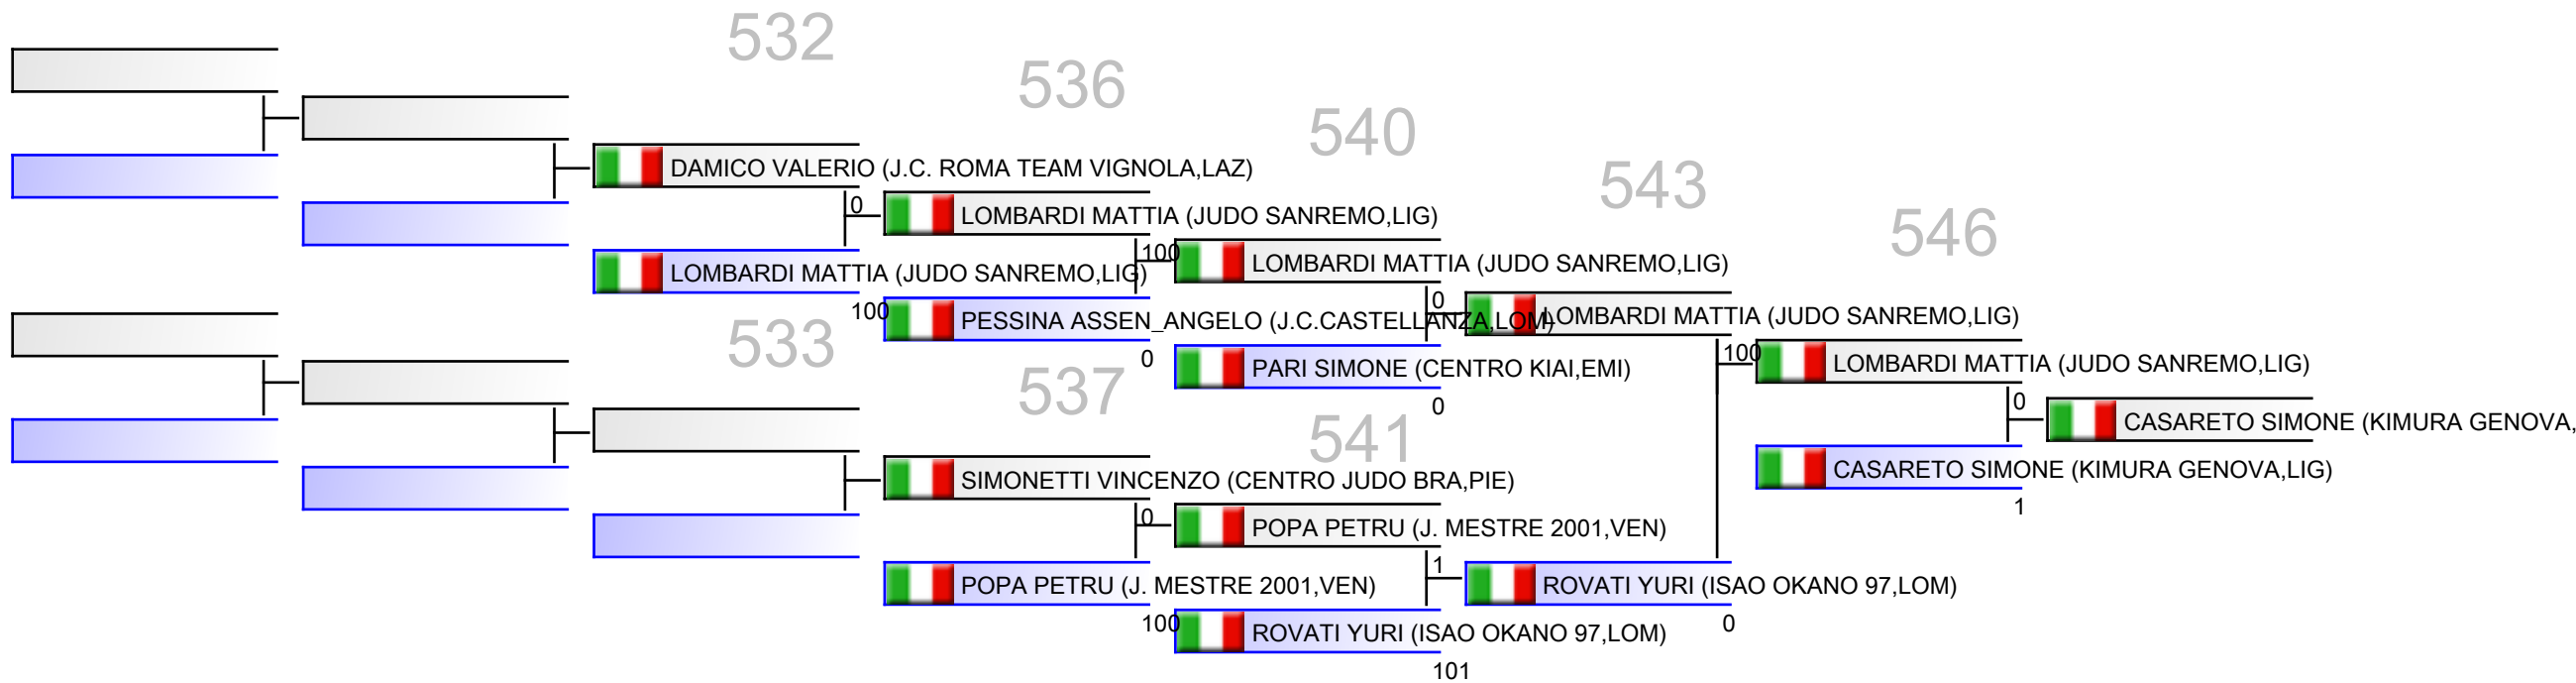 532
536
540
543
546
DAMICO VALERIO (J.C. ROMA TEAM VIGNOLA,LAZ)
0
LOMBARDI MATTIA (JUDO SANREMO,LIG)
LOMBARDI MATTIA (JUDO SANREMO,LIG)
100
100
LOMBARDI MATTIA (JUDO SANREMO,LIG)
PESSINA ASSEN_ANGELO (J.C.CASTELLANZA,LOM)
0
0
LOMBARDI MATTIA (JUDO SANREMO,LIG)
PARI SIMONE (CENTRO KIAI,EMI)
0
100
LOMBARDI MATTIA (JUDO SANREMO,LIG)
0
CASARETO SIMONE (KIMURA GENOVA,
CASARETO SIMONE (KIMURA GENOVA,LIG)
1
533
537
541
SIMONETTI VINCENZO (CENTRO JUDO BRA,PIE)
0
POPA PETRU (J. MESTRE 2001,VEN)
POPA PETRU (J. MESTRE 2001,VEN)
100
1
ROVATI YURI (ISAO OKANO 97,LOM)
0
ROVATI YURI (ISAO OKANO 97,LOM)
101